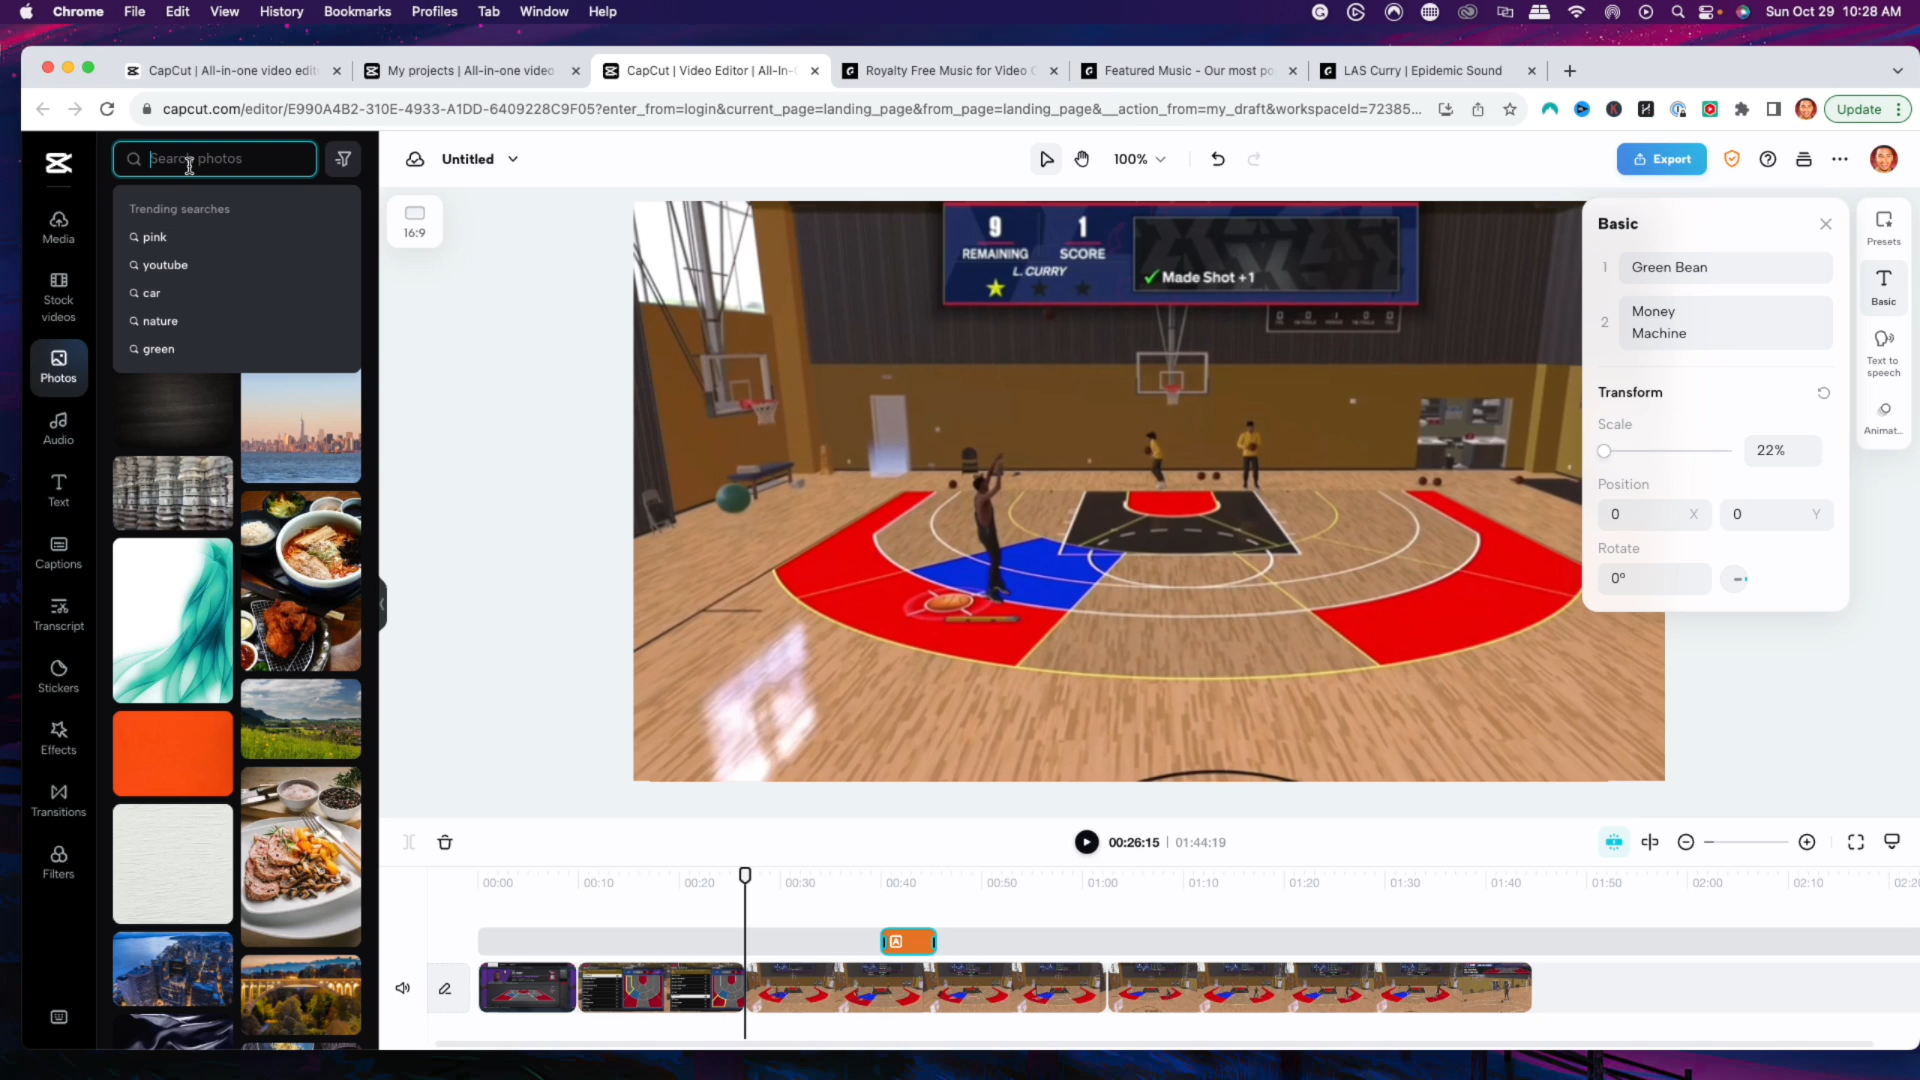 Chrome File Edit View History Bookmarks Profiles Tab Window Help
Sun Oct 29 10:28 AM
CapCut | All-in-one video edit
My projects | All-in-one video
CapCut | Video Editor | All-In-
Royalty Free Music for Video C
Featured Music - Our most po
LAS Curry | Epidemic Sound
capcut.com/editor/E990A4B2-310E-4933-A1DD-6409228C9F05?enter_from=login&current_page=landing_page&from_page=landing_page&__action_from=my_draft&workspaceId=72385...
Update
Search photos
Trending searches
pink
youtube
car
nature
green
Media
Stock
videos
Photos
Audio
Text
Captions
Transcript
Stickers
Effects
Transitions
Filters
Untitled
100%
Export
16:9
9
REMAINING
1
SCORE
L. CURRY
Made Shot +1
Basic
1 Green Bean
2 Money
Machine
Transform
Scale
22%
Position
0 X 0 Y
Rotate
0°
Presets
Basic
Text to
speech
Animat...
00:26:15 | 01:44:19
00:00 00:10 00:20 00:30 00:40 00:50 01:00 01:10 01:20 01:30 01:40 01:50 02:00 02:10 02:20